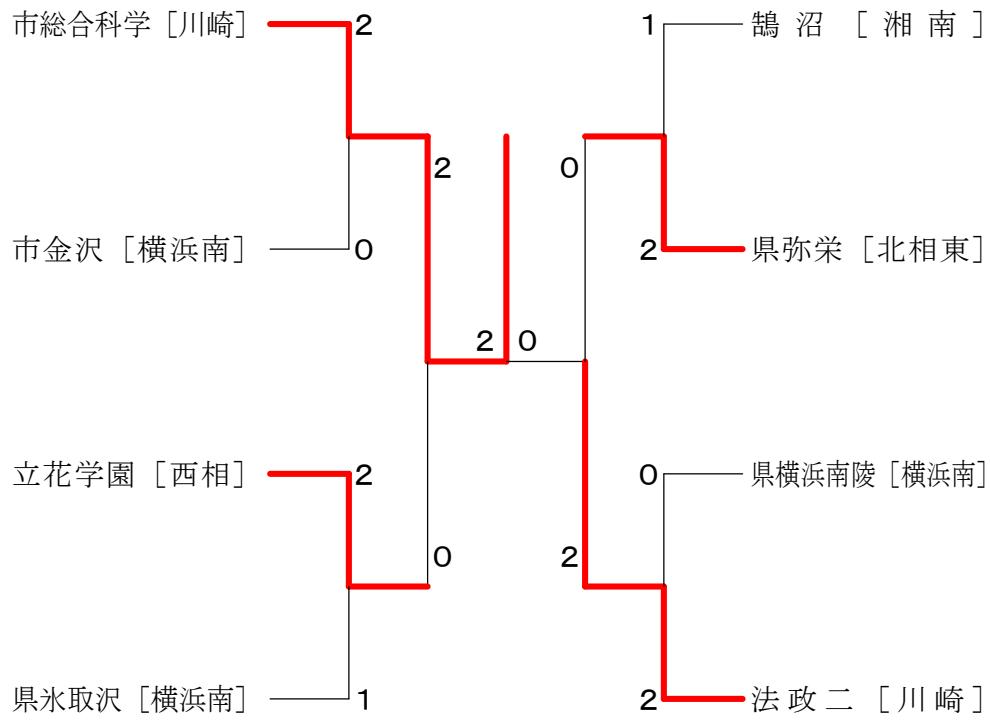 市総合科学［川崎］ 2
1 鵠沼［湘南］
2
0
市金沢［横浜南］ 0
2 県弥栄［北相東］
2 0
立花学園［西相］ 2
0 県横浜南陵［横浜南］
0
2
県氷取沢［横浜南］ 1
2 法政二［川崎］